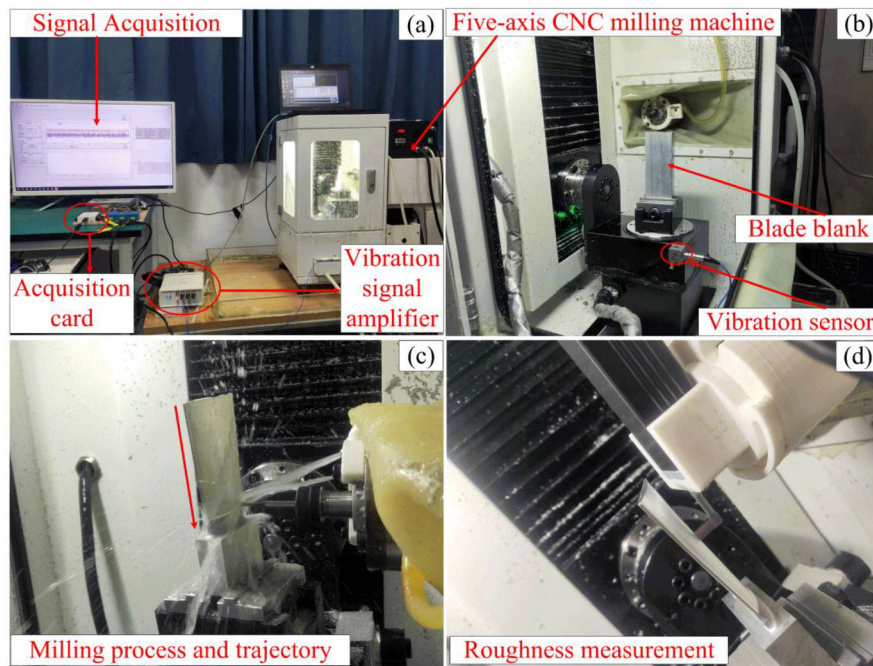 Signal Acquisition
(a)
Acquisition
card
Vibration
signal
amplifier
Five-axis CNC milling machine
(b)
Blade blank
Vibration sensor
(c)
Milling process and trajectory
(d)
Roughness measurement